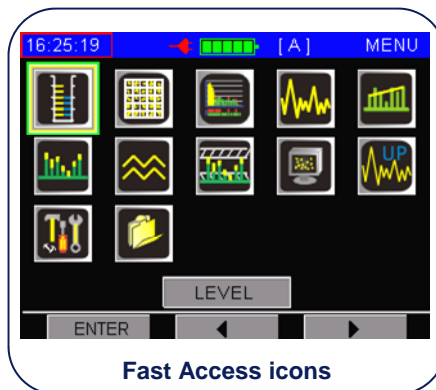 16:25:19 [ A ] MENU
UP
LEVEL
ENTER
Fast Access icons